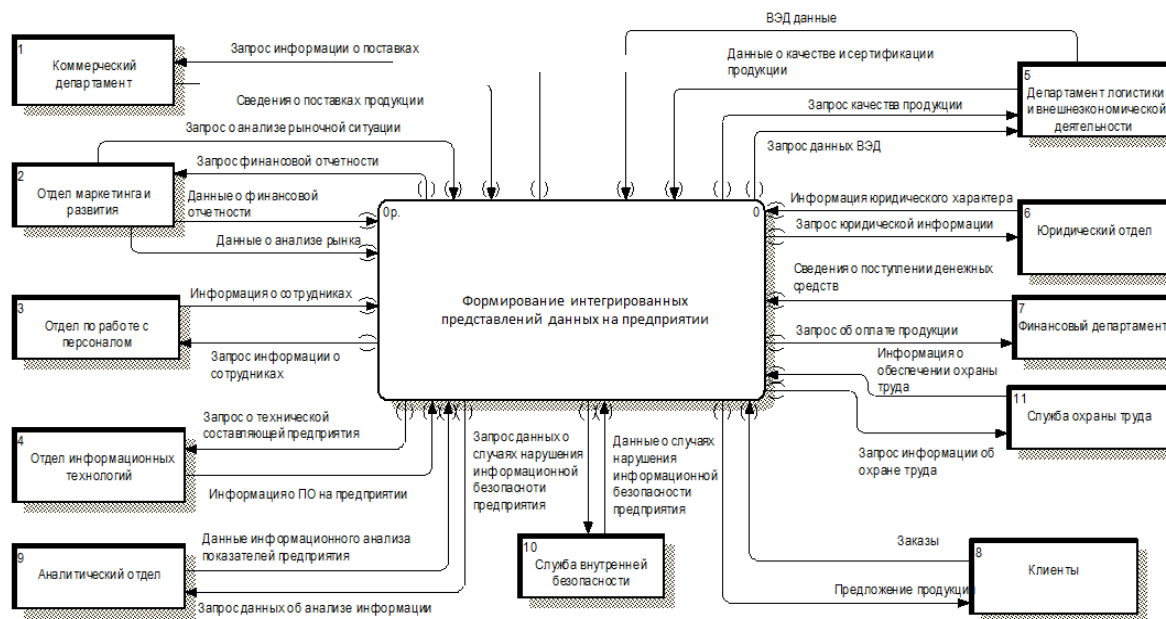 ВЭД данные
1
Коммерческий
департамент
Запрос информации о поставках
Сведения о поставках продукции
Данные о качестве и сертификации
продукции
5
Департамент логистики
и внешнеэкономической
деятельности
Запрос качества продукции
Запрос данных ВЭД
Запрос о анализе рыночной ситуации
Запрос финансовой отчетности
2
Отдел маркетинга и
развития
Данные о финансовой
отчетности
Данные о анализе рынка
0р.
0
Формирование интегрированных
представлений данных на предприятии
Информация юридического характера
Запрос юридической информации
6
Юридический отдел
Сведения о поступлении денежных
средств
7
Финансовый департамент
Запрос об оплате продукции
3
Отдел по работе с
персоналом
Информация о сотрудниках
Запрос информации о
сотрудниках
Информация о
обеспечении охраны
труда
11
Служба охраны труда
Запрос информации об
охране труда
4
Отдел информационных
технологий
Запрос о технической
составляющей предприятия
Информация о ПО на предприятии
Запрос данных о
случаях нарушения
информационной
безопасноти
предприятия
Данные о случаях
нарушения
информационной
безопасности
предприятия
9
Аналитический отдел
Данные информационного анализа
показателей предприятия
Запрос данных об анализе информации
10
Служба внутренней
безопасности
Заказы
8
Клиенты
Предложение продукции